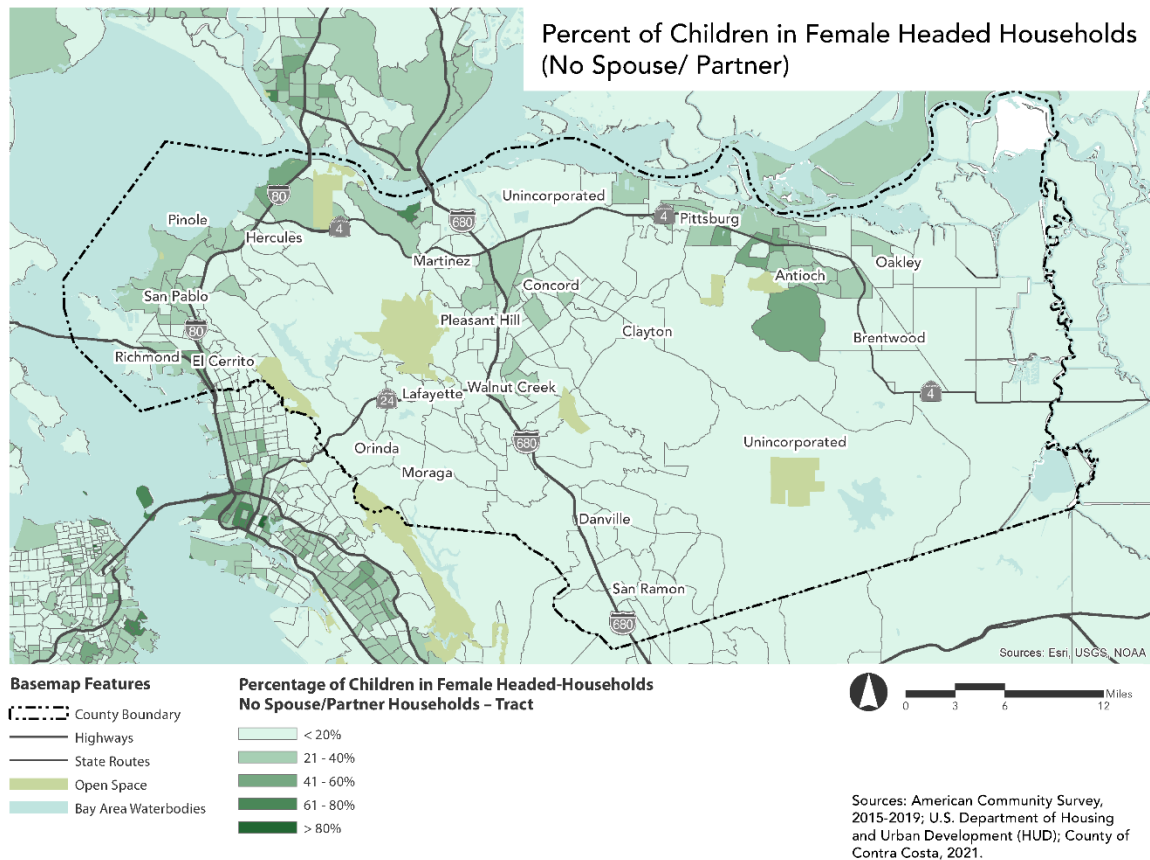 Percent of Children in Female Headed Households
(No Spouse/ Partner)
80
Unincorporated
Pinole
680
4
Pittsburg
Hercules
4
Martinez
Oakley
Antioch
San Pablo
Concord
80
Pleasant Hill
Clayton
Brentwood
Richmond
El Cerrito
Walnut Creek
24
Lafayette
4
680
Unincorporated
Orinda
Moraga
Danville
San Ramon
680
Sources: Esri, USGS, NOAA
Basemap Features
County Boundary
Highways
State Routes
Open Space
Bay Area Waterbodies
Percentage of Children in Female Headed-Households
No Spouse/Partner Households – Tract
< 20%
21 - 40%
41 - 60%
61 - 80%
> 80%
Miles
0 3 6 12
Sources: American Community Survey,
2015-2019; U.S. Department of Housing
and Urban Development (HUD); County of
Contra Costa, 2021.